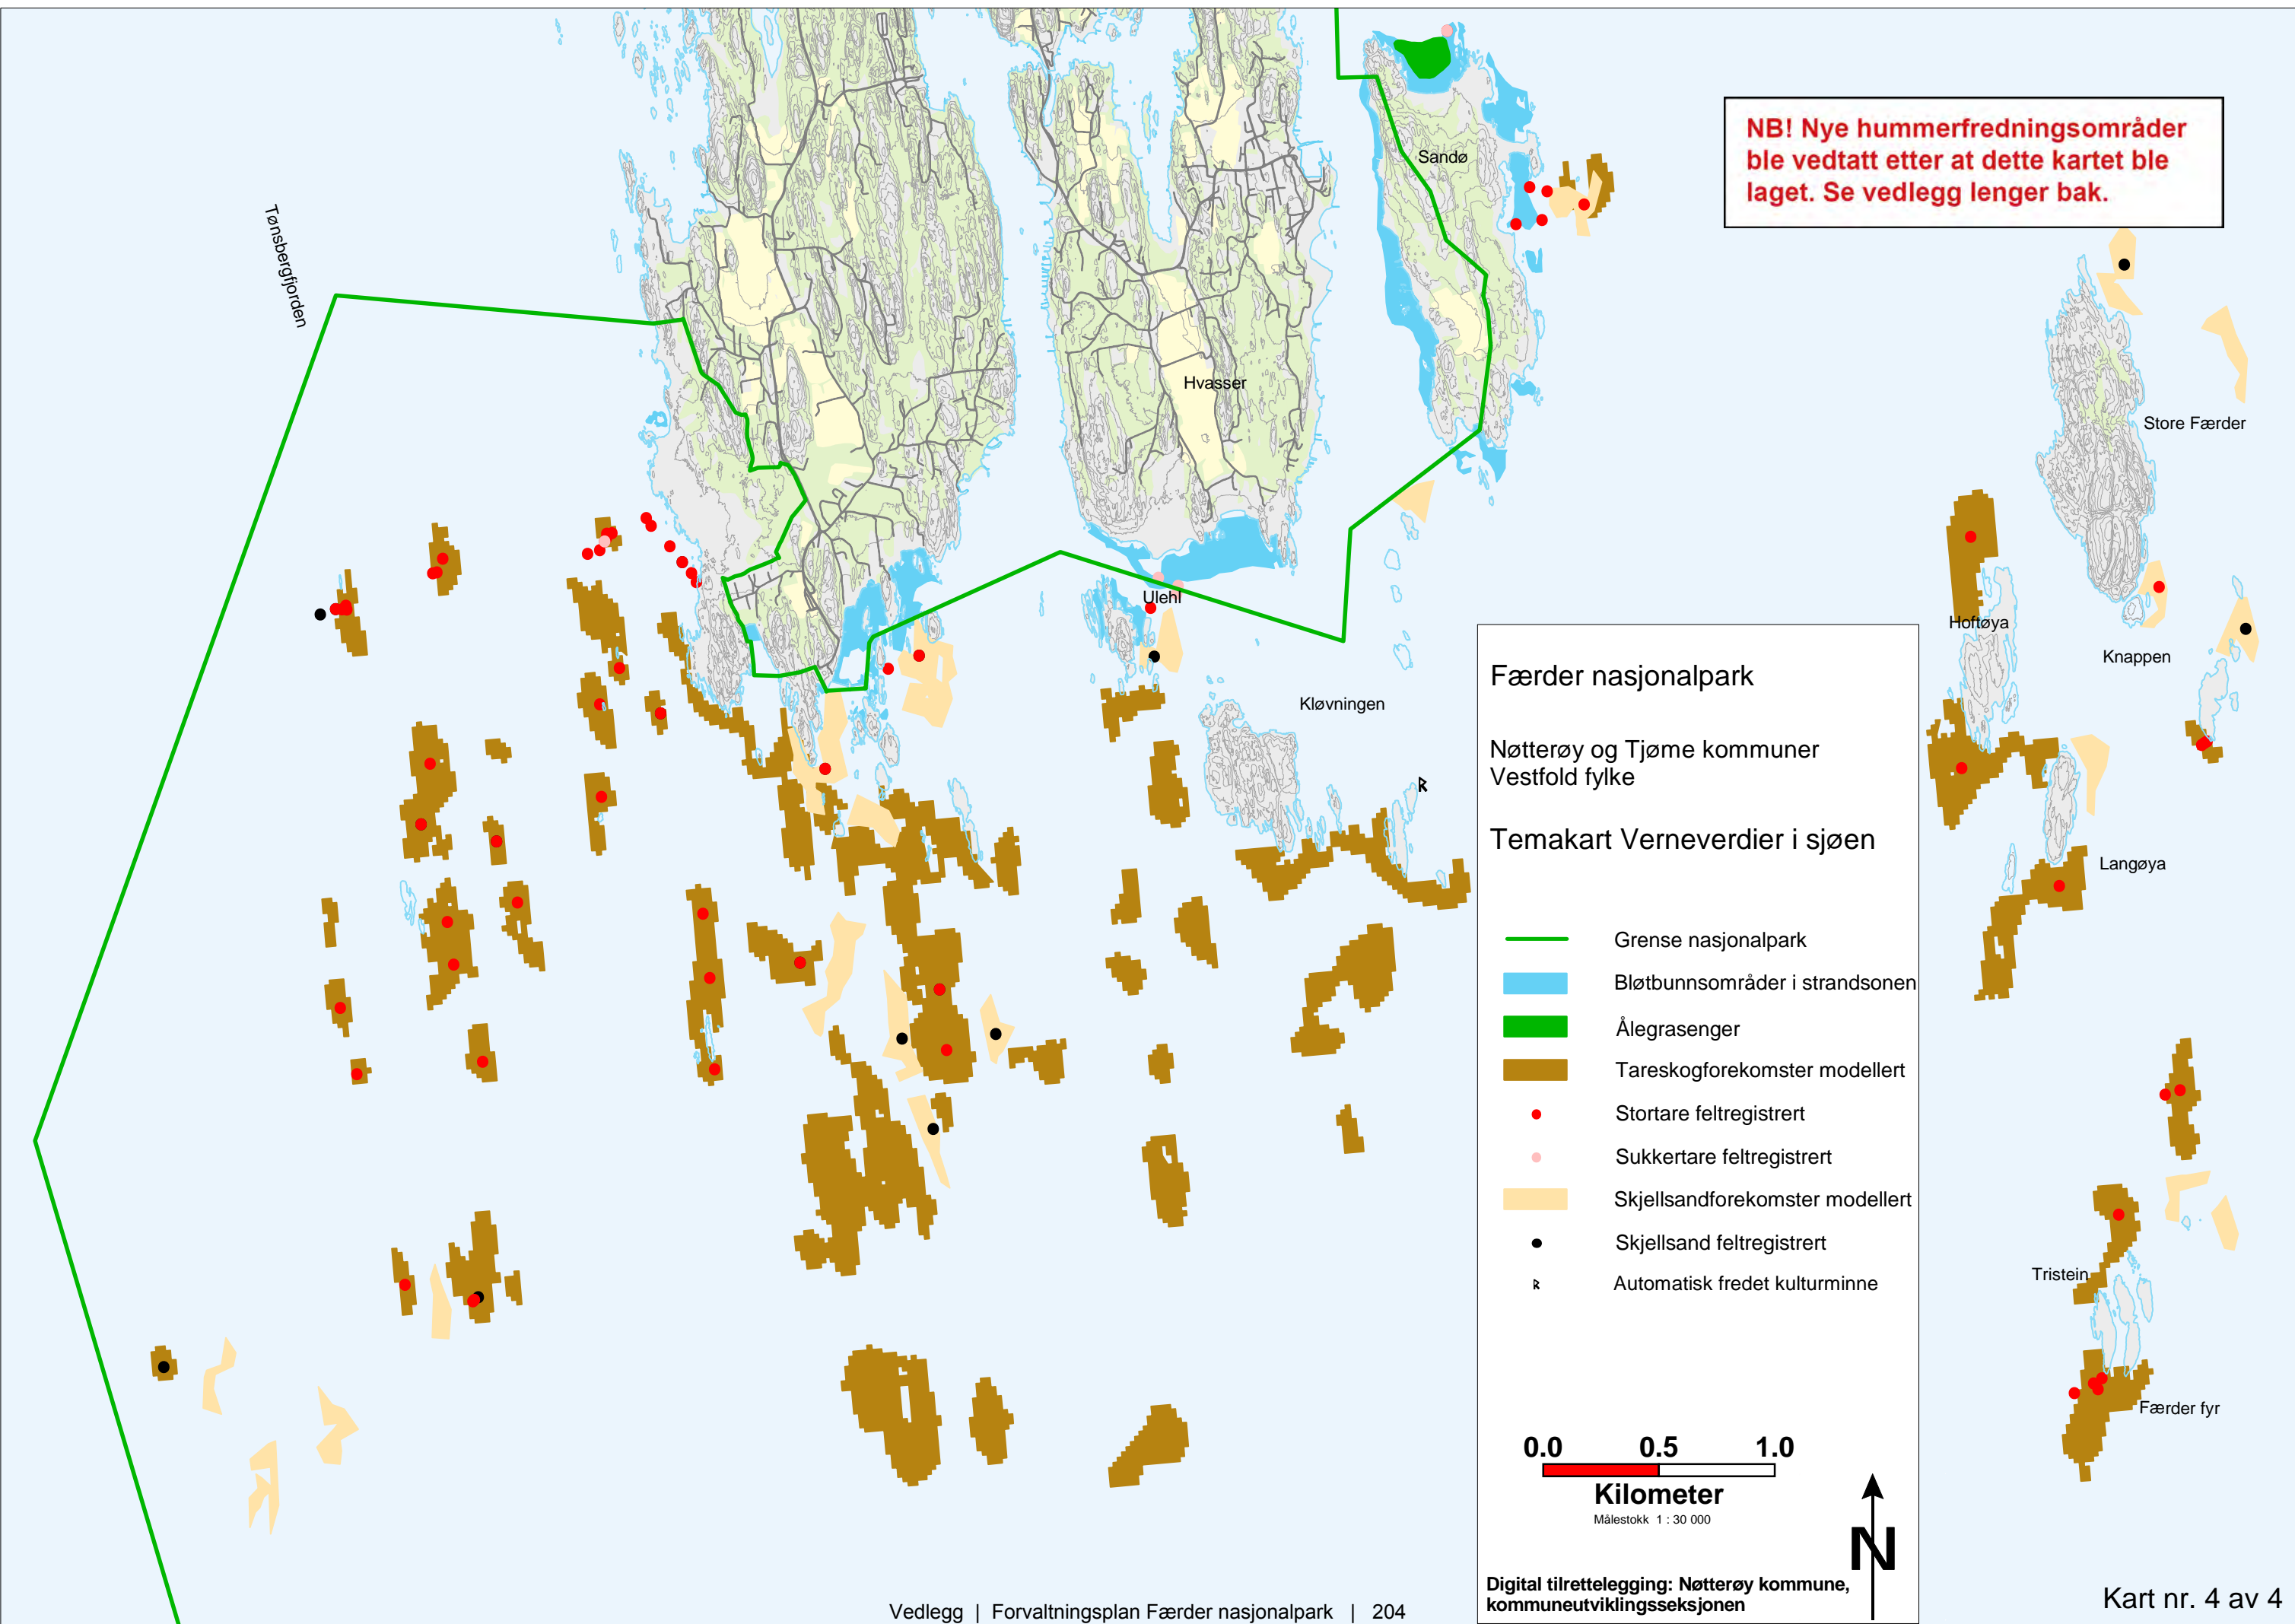 NB! Nye hummerfredningsområder
ble vedtatt etter at dette kartet ble
laget. Se vedlegg lenger bak.
Sandø
Tønsbergfjorden
Hvasser
Store Færder
Ulehl
Hoftøya
Knappen
Kløvningen
Langøya
Tristein
Færder fyr
Færder nasjonalpark
Nøtterøy og Tjøme kommuner
Vestfold fylke
Temakart Verneverdier i sjøen
Grense nasjonalpark
Bløtbunnsområder i strandsonen
Ålegrasenger
Tareskogforekomster modellert
Stortare feltregistrert
Sukkertare feltregistrert
Skjellsandforekomster modellert
Skjellsand feltregistrert
Automatisk fredet kulturminne
0.0 0.5 1.0
Kilometer
Målestokk 1 : 30 000
N
Digital tilrettelegging: Nøtterøy kommune,
kommuneutviklingsseksjonen
Kart nr. 4 av 4
Vedlegg | Forvaltningsplan Færder nasjonalpark | 204